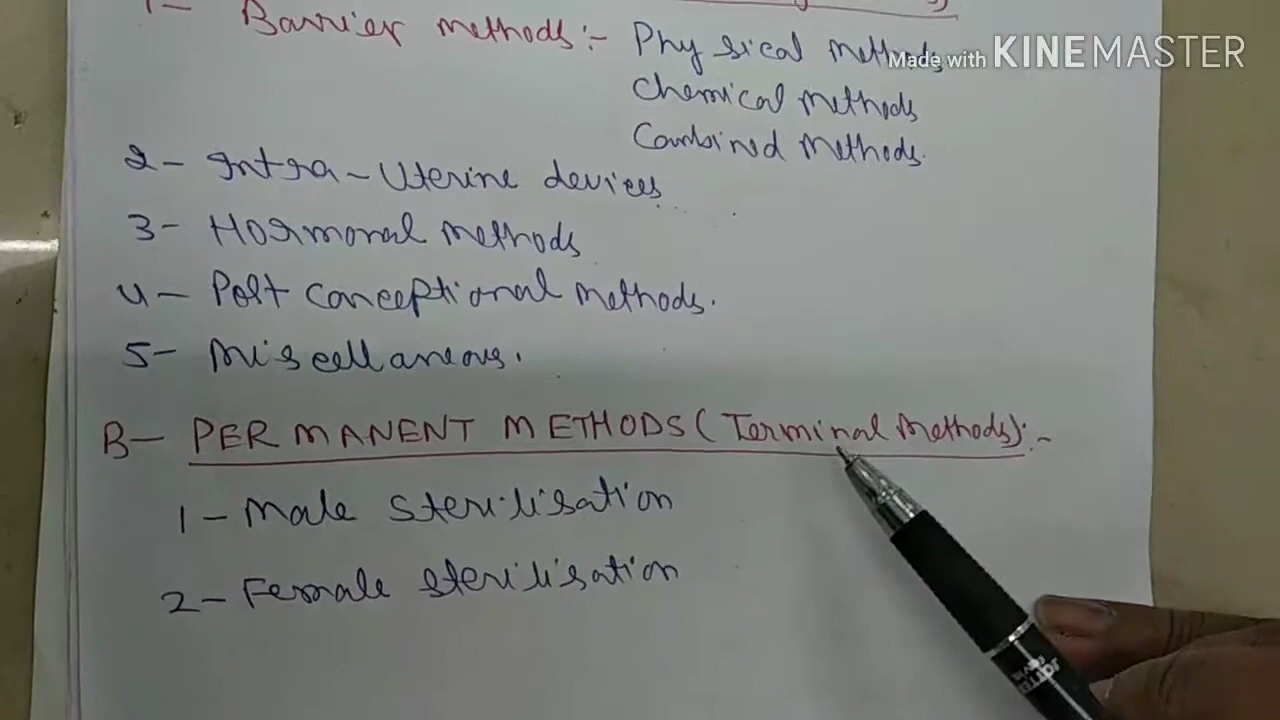 1- Barrier methods:- Physical methods
Made with KINEMASTER
Chemical methods
Combined methods.
2- Intra-Uterine devices
3- Hormonal methods
4- Post conceptional methods.
5- Miscellaneous.
B- PERMANENT METHODS (Terminal Methods):-
1- Male sterilisation
2- Female sterilisation